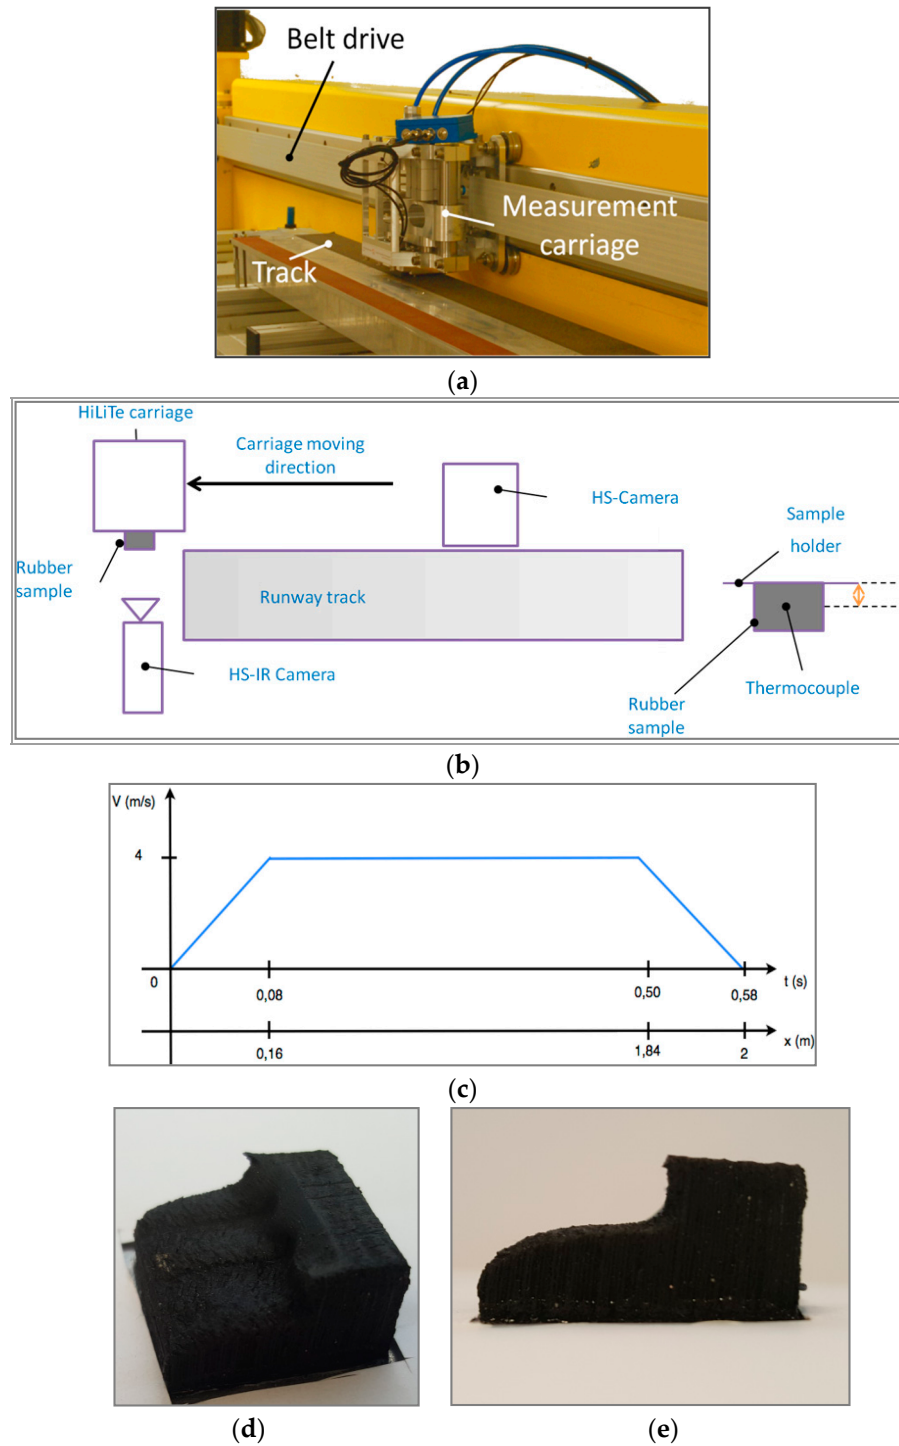 Belt drive
Measurement
carriage
Track
(a)
HiLiTe carriage
Carriage moving
direction
HS-Camera
Sample
holder
Rubber
sample
Runway track
HS-IR Camera
Thermocouple
Rubber
sample
(b)
V (m/s)
4
0
0,08
0,50
0,58
t (s)
0,16
1,84
2
x (m)
(c)
(d)
(e)